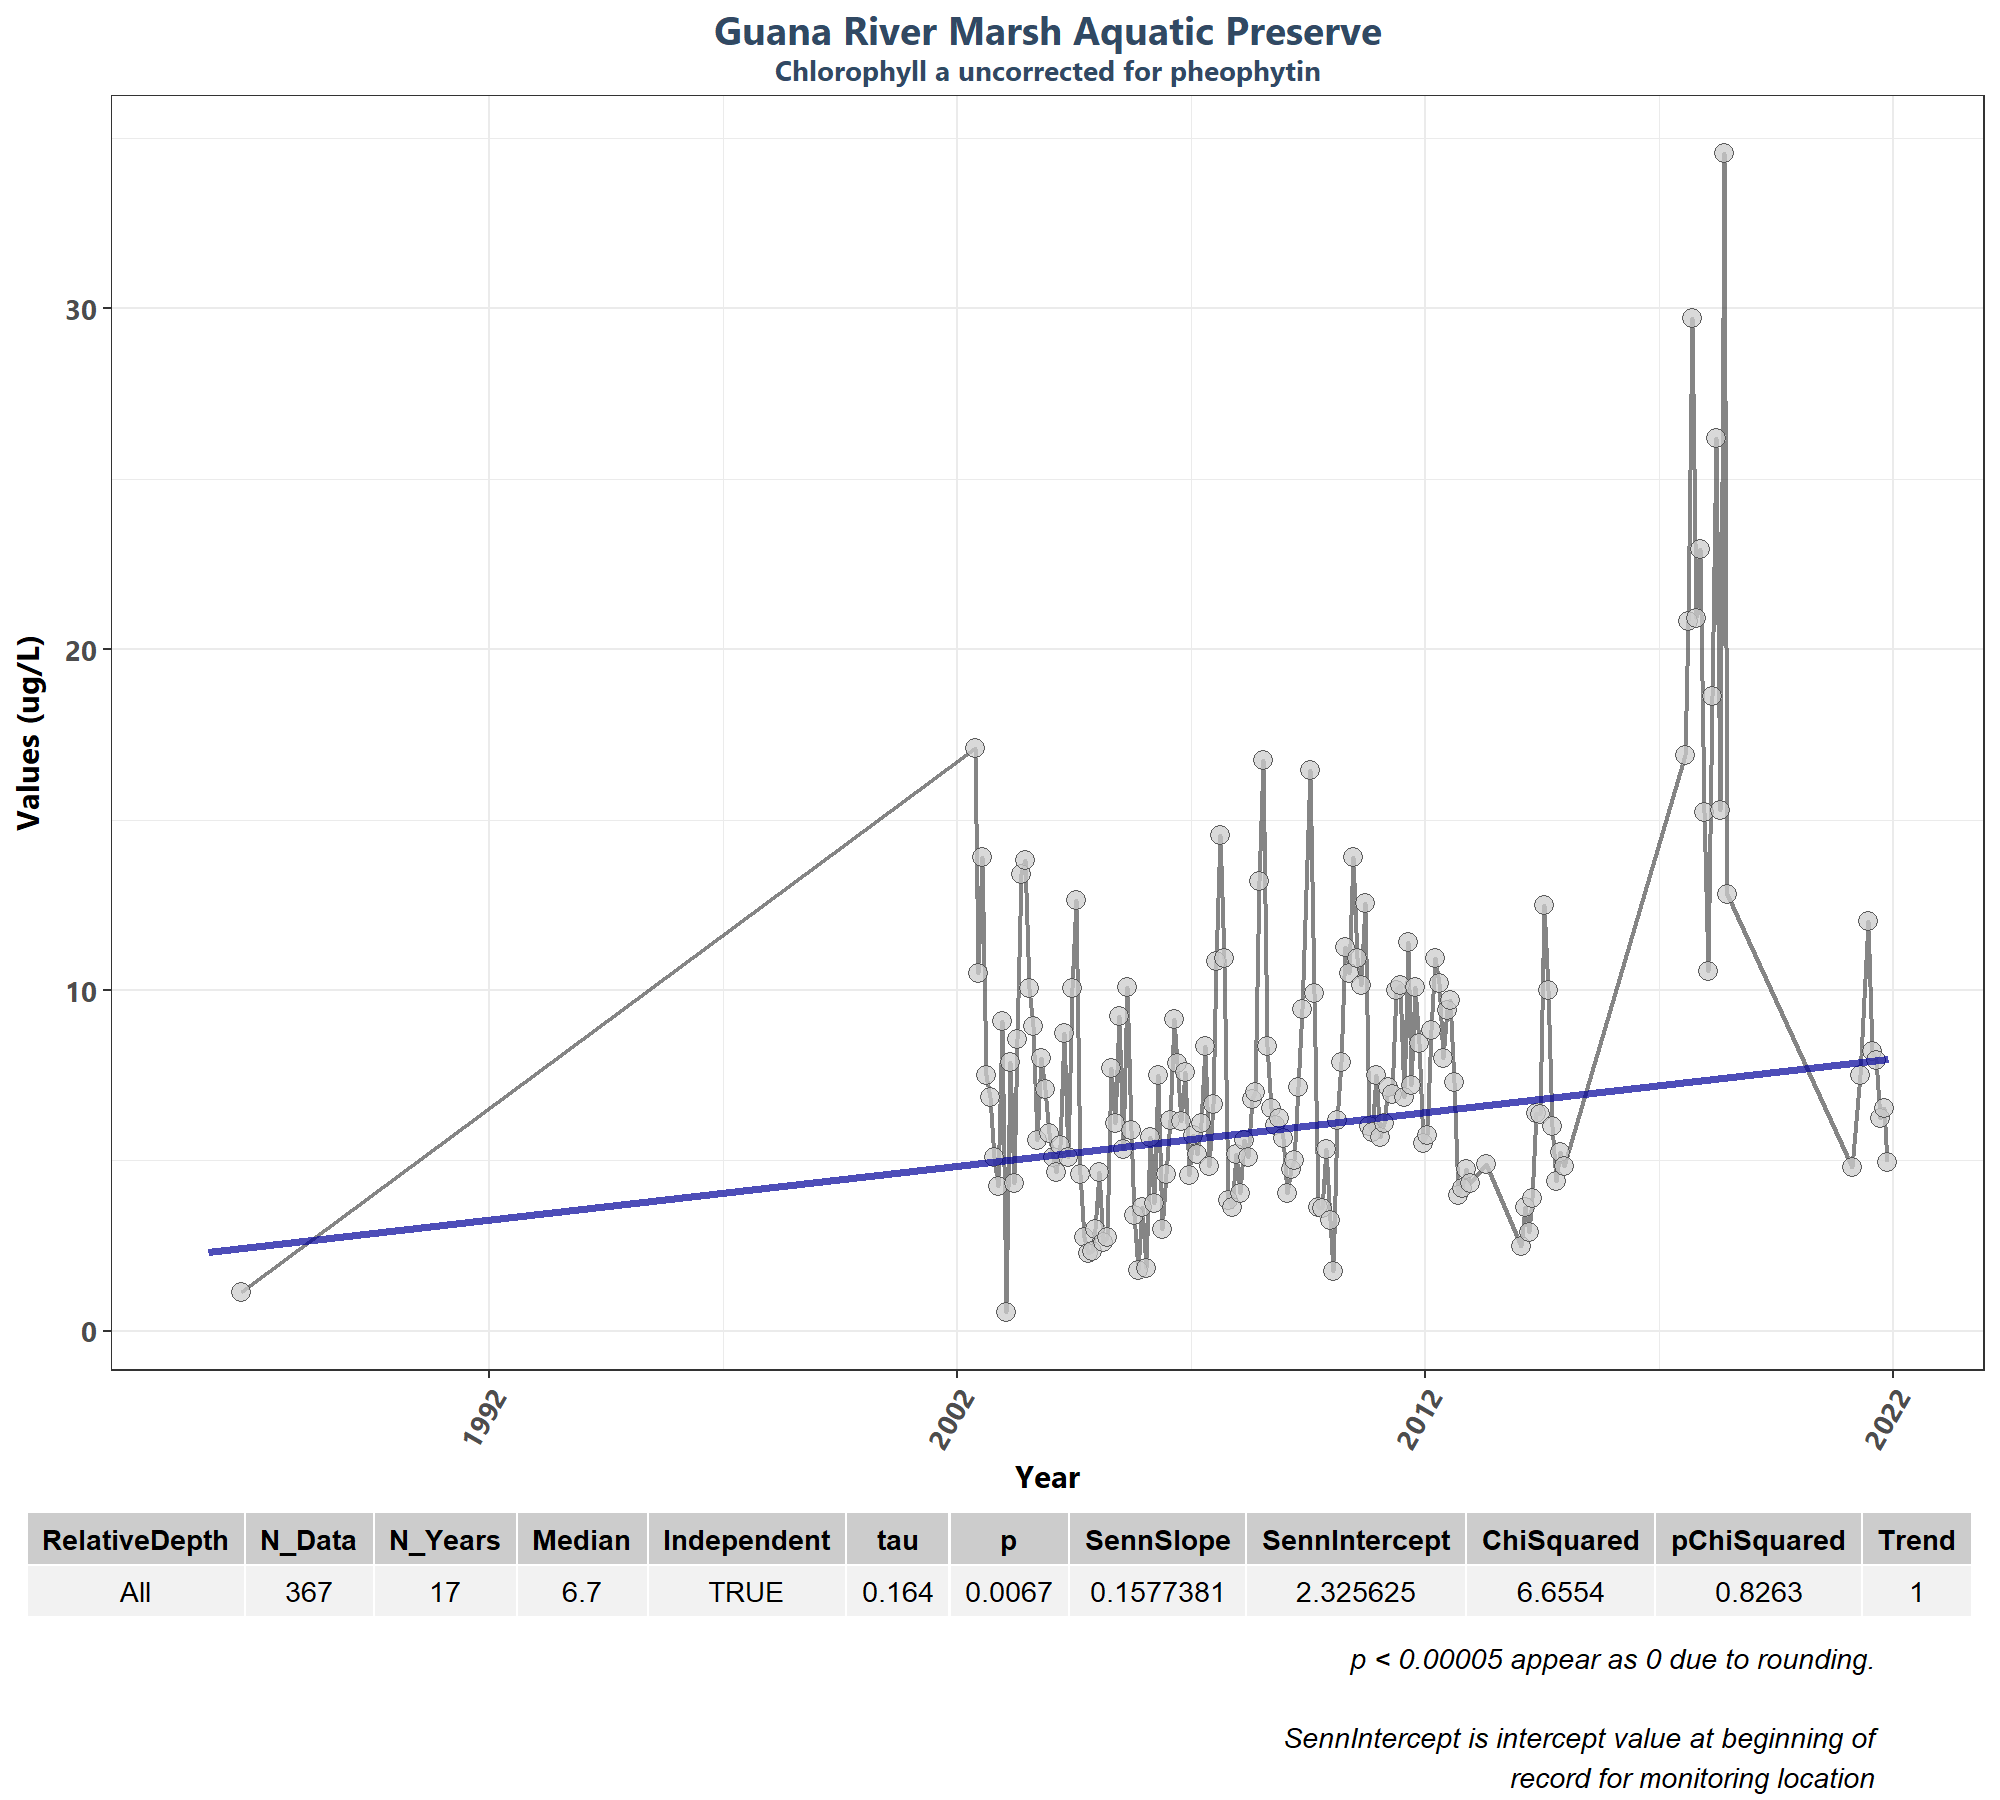 Guana River Marsh Aquatic Preserve
Chlorophyll a uncorrected for pheophytin
Values (ug/L)
30
20
10
0
1992 2002 2012 2022
Year
RelativeDepth N_Data N_Years Median Independent tau p SennSlope SennIntercept ChiSquared pChiSquared Trend
All 367 17 6.7 TRUE 0.164 0.0067 0.1577381 2.325625 6.6554 0.8263 1
p < 0.00005 appear as 0 due to rounding.
SennIntercept is intercept value at beginning of
record for monitoring location